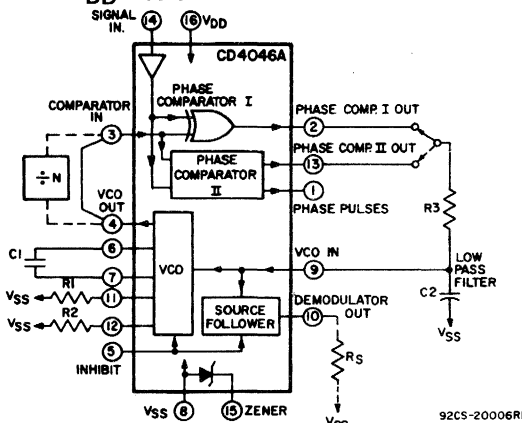 DD
SIGNAL IN. 14
16 VDD
CD4046A
PHASE COMPARATOR I
COMPARATOR IN 3
2 PHASE COMP. I OUT
13 PHASE COMP. II OUT
PHASE COMPARATOR II
1 PHASE PULSES
÷N
VCO OUT 4
R3
6
C1
7
VCO
VCO IN
9
LOW PASS FILTER
C2
VSS
VSS R1 11
VSS R2 12
SOURCE FOLLOWER
DEMODULATOR OUT
10
RS
5
INHIBIT
VSS 8
15 ZENER
92CS-20006R